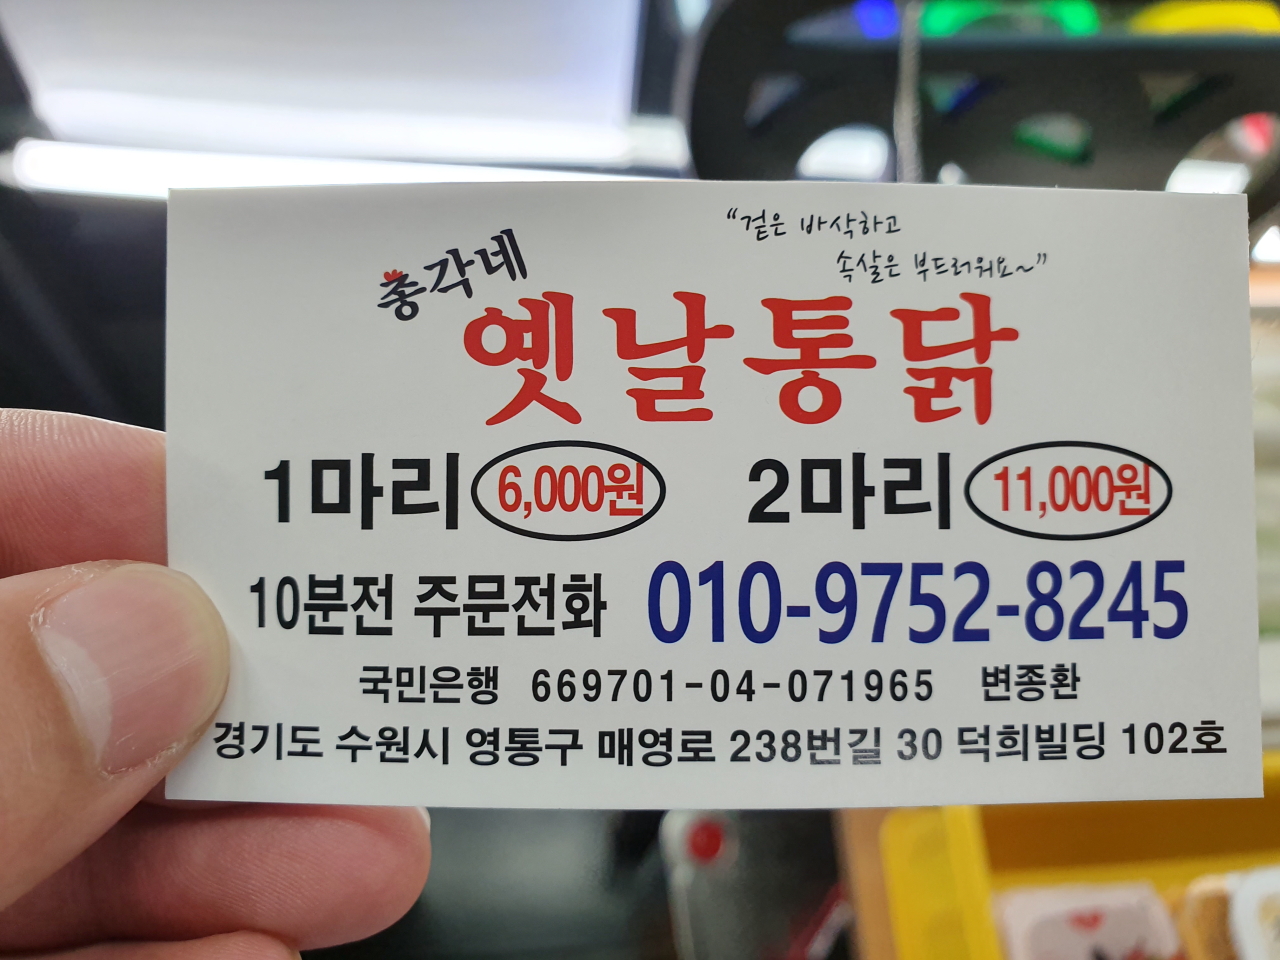 "겉은 바삭하고
속살은 부드러워요~"
총각네
옛날통닭
1마리 6,000원 2마리 11,000원
10분전 주문전화 010-9752-8245
국민은행 669701-04-071965 변종환
경기도 수원시 영통구 매영로 238번길 30 덕희빌딩 102호